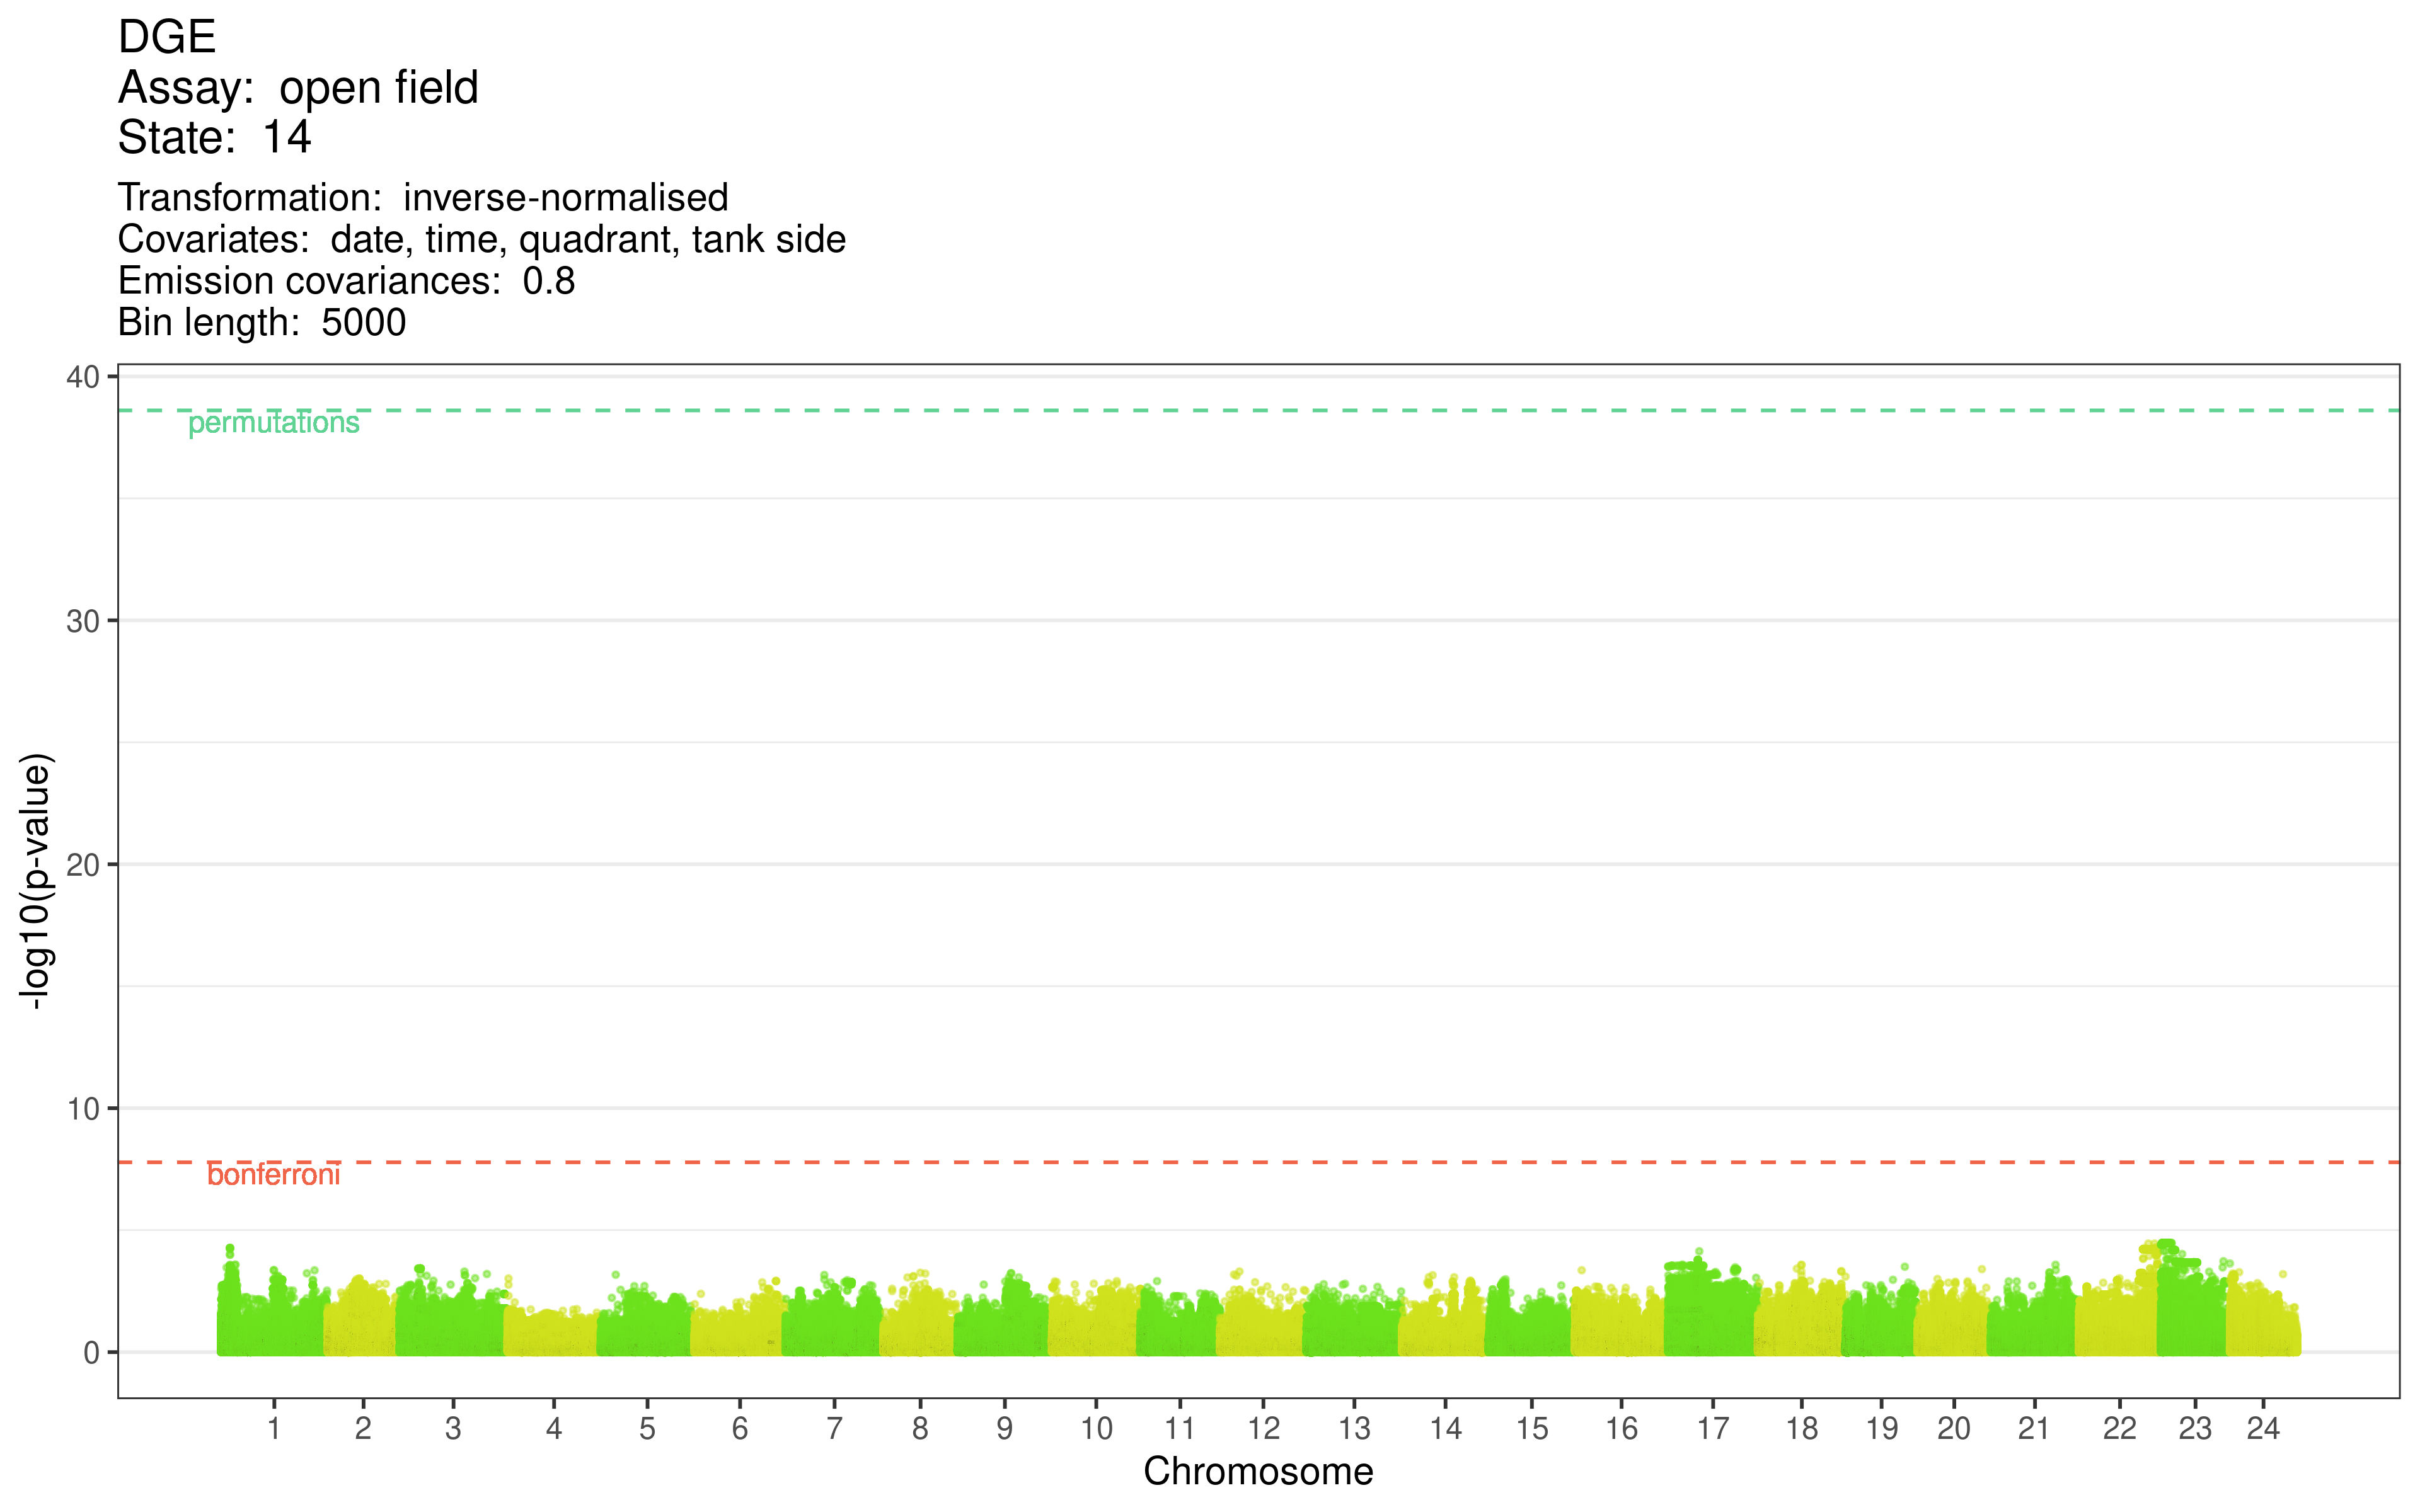 DGE
Assay:  open field
State:  14
Transformation:  inverse-normalised
Covariates:  date, time, quadrant, tank side
Emission covariances:  0.8
Bin length:  5000
40
permutations
30
20
10
bonferroni
0
-log10(p-value)
1 2 3 4 5 6 7 8 9 10 11 12 13 14 15 16 17 18 19 20 21 22 23 24
Chromosome